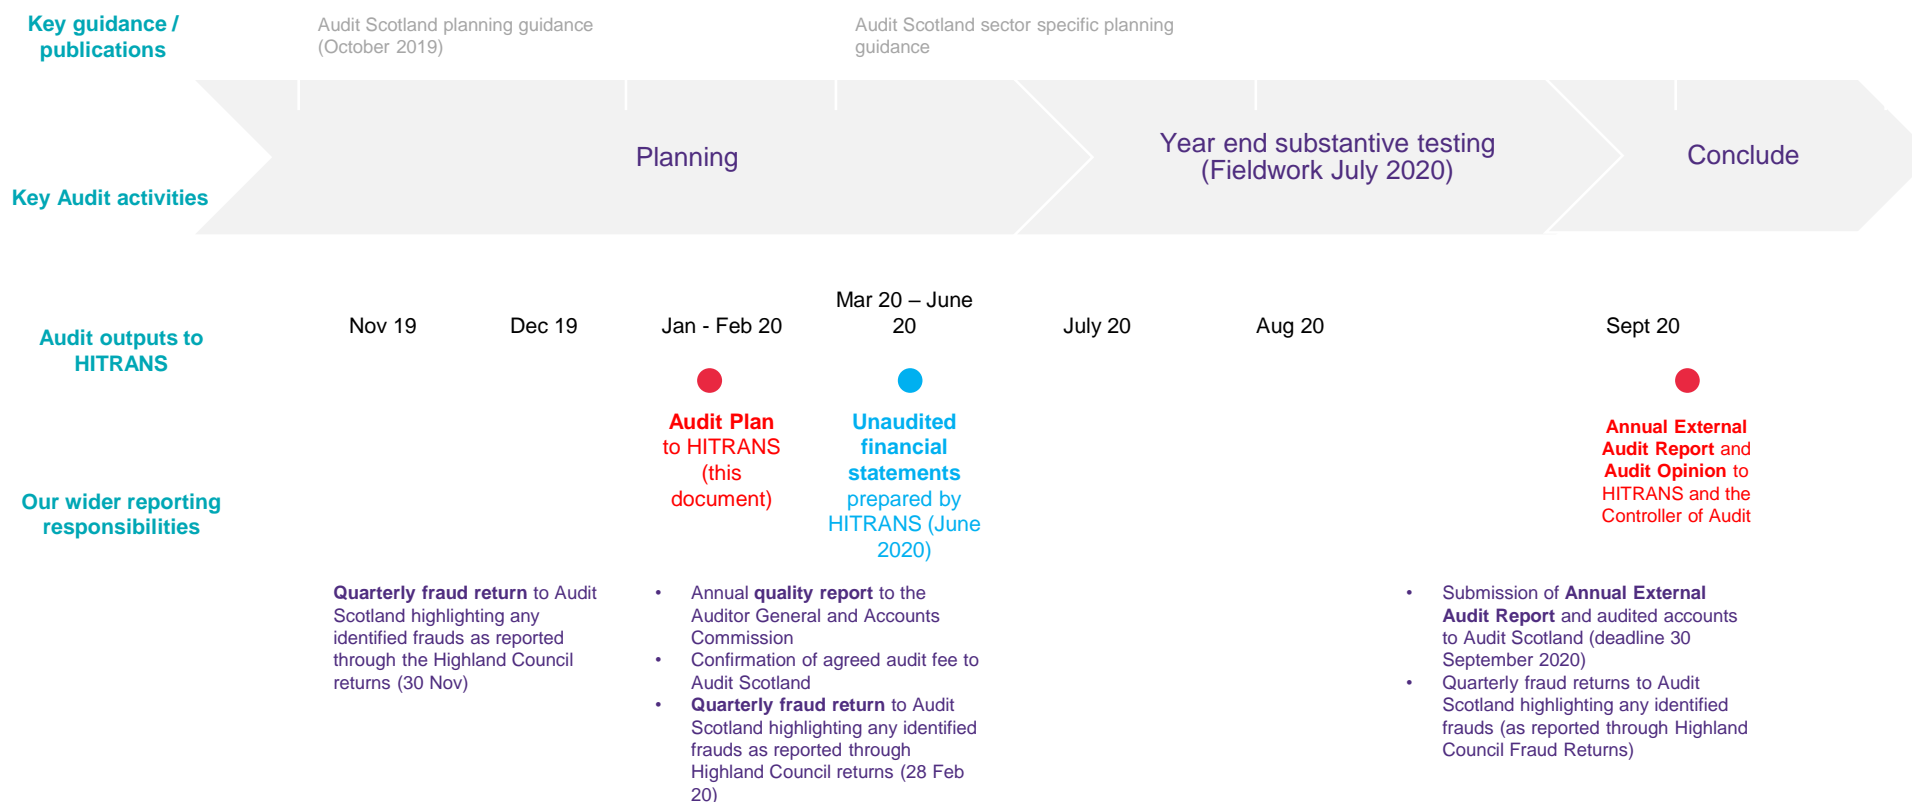 Key guidance /
publications
Audit Scotland planning guidance
(October 2019)
Audit Scotland sector specific planning
guidance
Key Audit activities
Planning
Year end substantive testing
(Fieldwork July 2020)
Conclude
Audit outputs to
HITRANS
Nov 19
Dec 19
Jan - Feb 20
Mar 20 – June
20
July 20
Aug 20
Sept 20
Audit Plan
to HITRANS
(this
document)
Unaudited
financial
statements
prepared by
HITRANS (June
2020)
Annual External
Audit Report and
Audit Opinion to
HITRANS and the
Controller of Audit
Our wider reporting
responsibilities
Quarterly fraud return to Audit
Scotland highlighting any
identified frauds as reported
through the Highland Council
returns (30 Nov)
• Annual quality report to the
Auditor General and Accounts
Commission
• Confirmation of agreed audit fee to
Audit Scotland
• Quarterly fraud return to Audit
Scotland highlighting any identified
frauds as reported through
Highland Council returns (28 Feb
20)
• Submission of Annual External
Audit Report and audited accounts
to Audit Scotland (deadline 30
September 2020)
• Quarterly fraud returns to Audit
Scotland highlighting any identified
frauds (as reported through Highland
Council Fraud Returns)